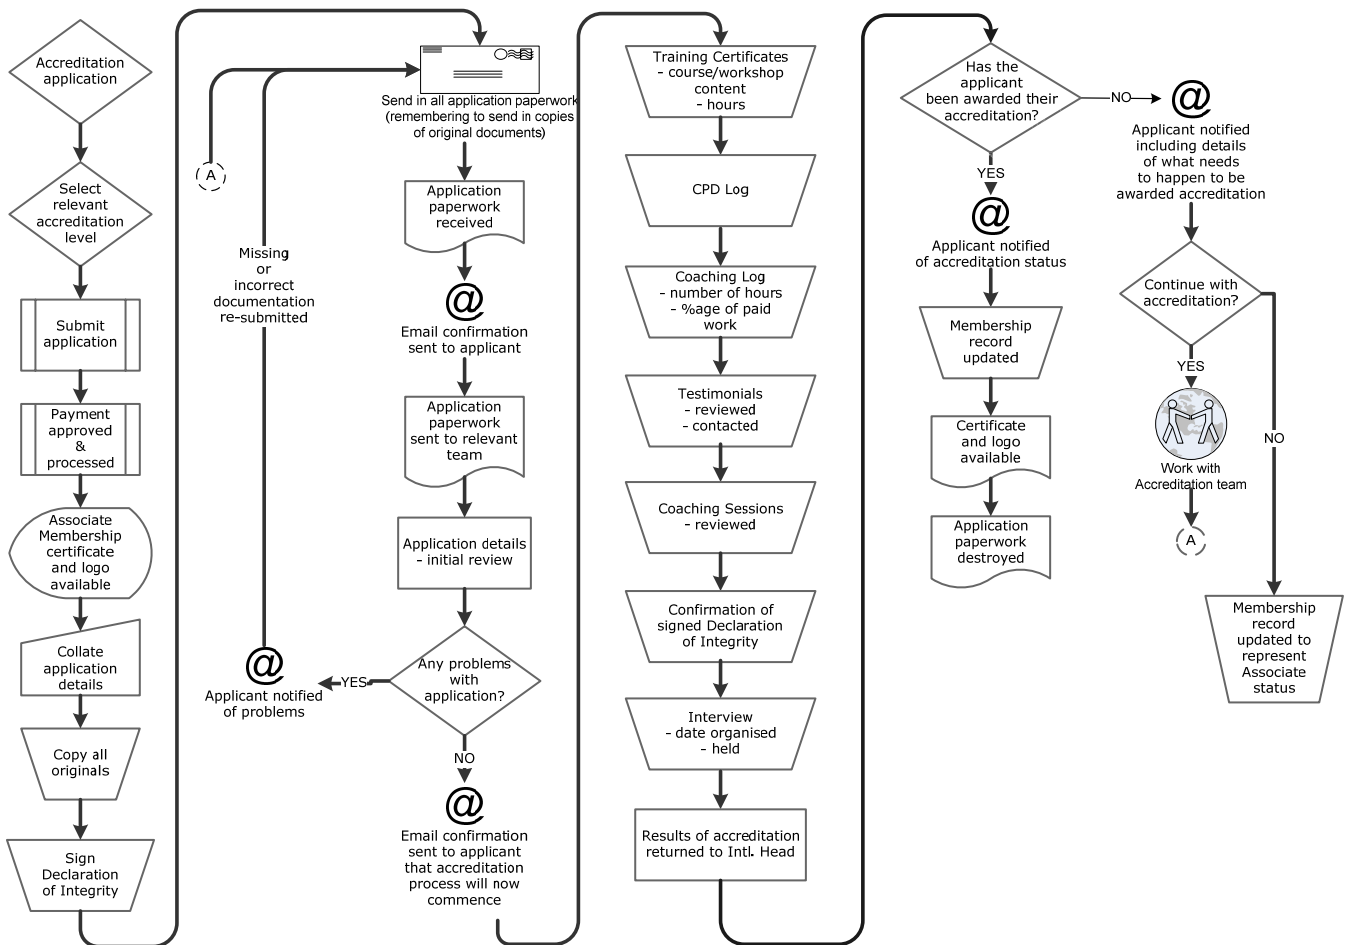 Accreditation
application
Select
relevant
accreditation
level
Submit
application
Payment
approved
&
processed
Associate
Membership
certificate
and logo
available
Collate
application
details
Copy all
originals
Sign
Declaration
of Integrity
A
Missing
or
incorrect
documentation
re-submitted
@
Applicant notified
of problems
Send in all application paperwork
(remembering to send in copies
of original documents)
Application
paperwork
received
@
Email confirmation
sent to applicant
Application
paperwork
sent to relevant
team
Application details
- initial review
Any problems
with
application?
YES
NO
@
Email confirmation
sent to applicant
that accreditation
process will now
commence
Training Certificates
- course/workshop
content
- hours
CPD Log
Coaching Log
- number of hours
- %age of paid
work
Testimonials
- reviewed
- contacted
Coaching Sessions
- reviewed
Confirmation of
signed Declaration
of Integrity
Interview
- date organised
- held
Results of accreditation
returned to Intl. Head
Has the
applicant
been awarded their
accreditation?
YES
@
Applicant notified
of accreditation status
Membership
record
updated
Certificate
and logo
available
Application
paperwork
destroyed
NO
@
Applicant notified
including details
of what needs
to happen to be
awarded accreditation
Continue with
accreditation?
YES
Work with
Accreditation team
A
NO
Membership
record
updated to
represent
Associate
status